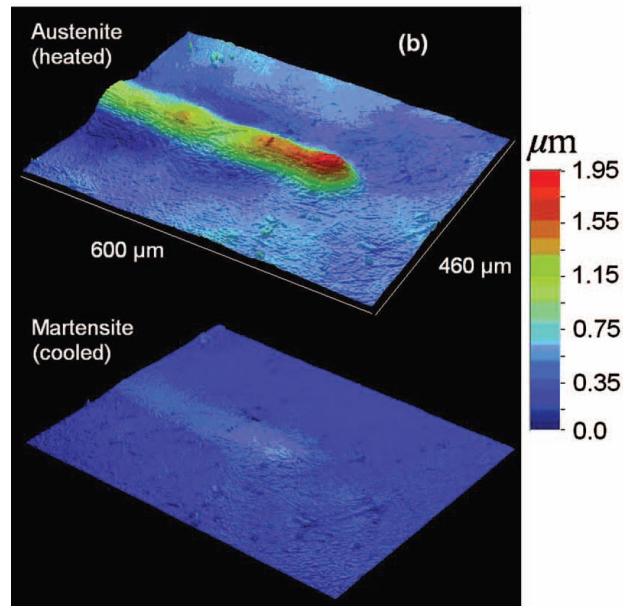 Austenite
(heated)
(b)
600 µm
460 µm
µm
1.95
1.55
1.15
0.75
0.35
0.0
Martensite
(cooled)